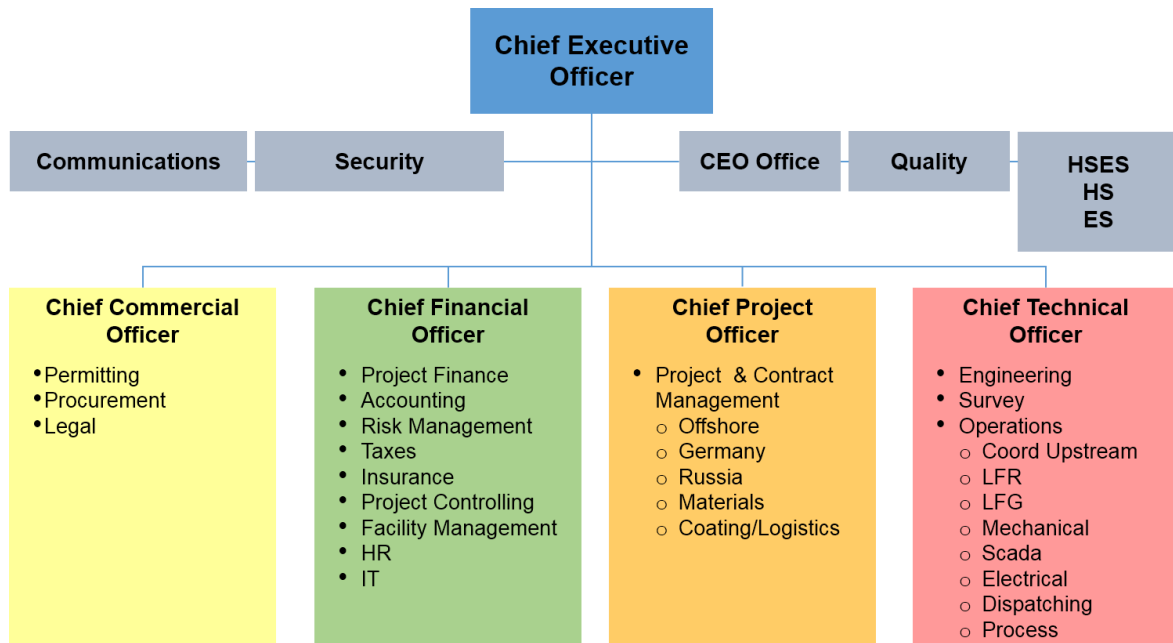 Chief Executive
Officer
Communications
Security
CEO Office
Quality
HSES
HS
ES
Chief Commercial
Officer
•Permitting
•Procurement
•Legal
Chief Financial
Officer
• Project Finance
• Accounting
• Risk Management
• Taxes
• Insurance
• Project Controlling
• Facility Management
• HR
• IT
Chief Project
Officer
• Project & Contract
Management
o Offshore
o Germany
o Russia
o Materials
o Coating/Logistics
Chief Technical
Officer
• Engineering
• Survey
• Operations
o Coord Upstream
o LFR
o LFG
o Mechanical
o Scada
o Electrical
o Dispatching
o Process